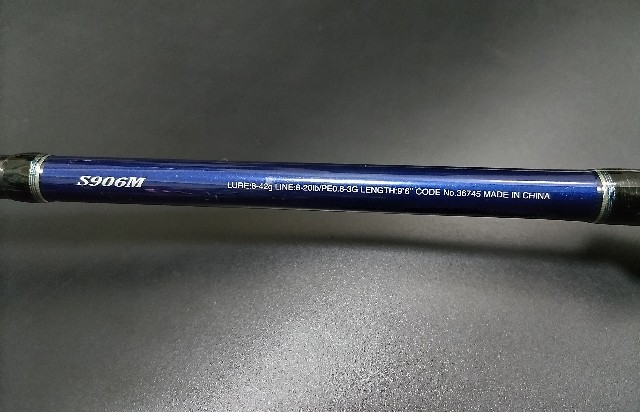 S906M LURE:8-42g LINE:8-20lb/PE0.8-3G LENGTH:9'6" CODE No.36745 MADE IN CHINA